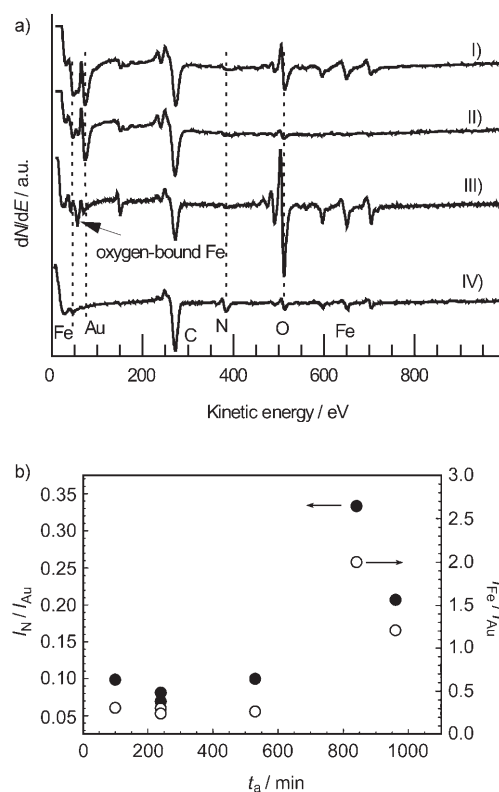 a)
I)
II)
III)
IV)
dN/dE / a.u.
oxygen-bound Fe
Fe Au C N O Fe
0 200 400 600 800
Kinetic energy / eV
b)
I_N / I_Au
0.35
0.30
0.25
0.20
0.15
0.10
0.05
3.0
2.5
2.0
1.5
1.0
0.5
0.0
I_Fe / I_Au
0 200 400 600 800 1000
t_a / min